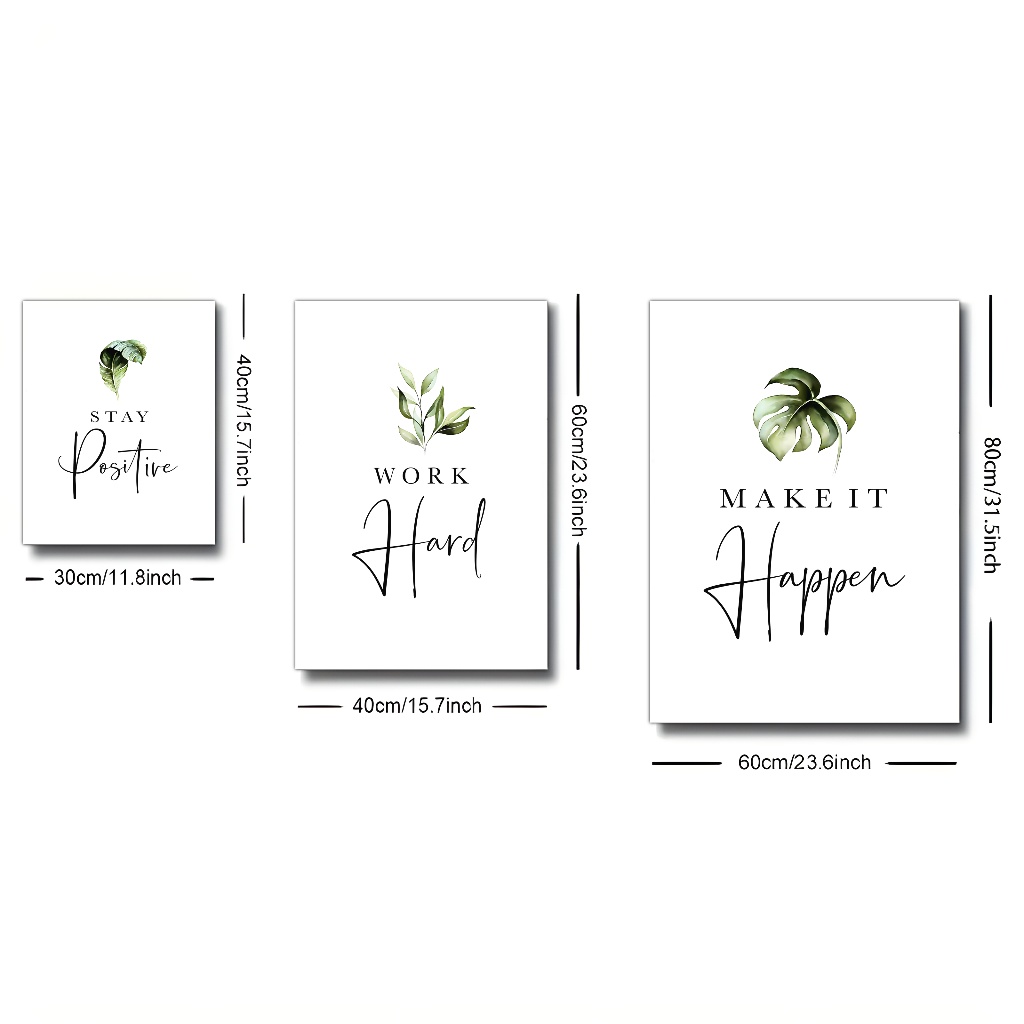 STAY
Positive
40cm/15.7inch
30cm/11.8inch
WORK
Hard
60cm/23.6inch
40cm/15.7inch
MAKE IT
Happen
80cm/31.5inch
60cm/23.6inch